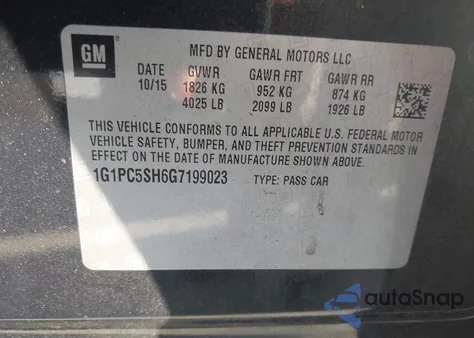 GM
MFD BY GENERAL MOTORS LLC
DATE GVWR GAWR FRT GAWR RR
10/15 1826 KG 952 KG 874 KG
4025 LB 2099 LB 1926 LB
THIS VEHICLE CONFORMS TO ALL APPLICABLE U.S. FEDERAL MOTOR
VEHICLE SAFETY, BUMPER, AND THEFT PREVENTION STANDARDS IN
EFFECT ON THE DATE OF MANUFACTURE SHOWN ABOVE.
1G1PC5SH6G7199023 TYPE: PASS CAR
autoSnap